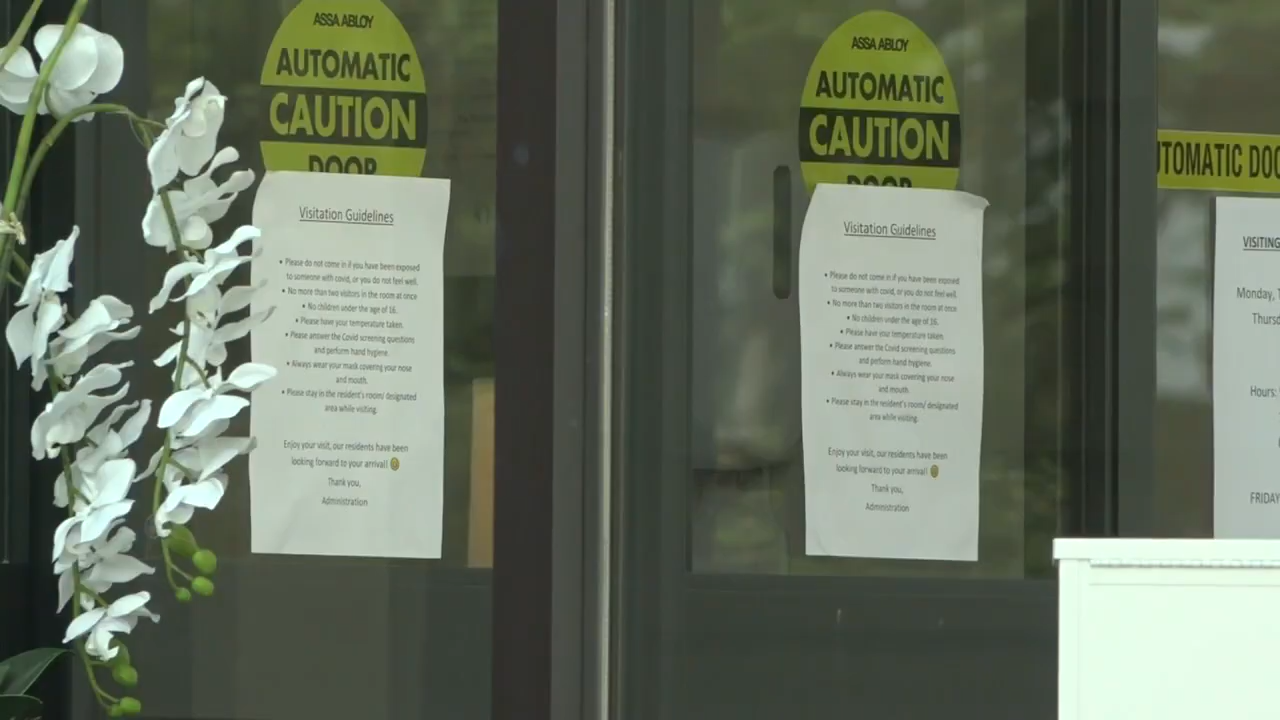 ASSA ABLOY
AUTOMATIC
CAUTION
DOOR
Visitation Guidelines
• Please do not come in if you have been exposed
to someone with covid, or you do not feel well.
• No more than two visitors in the room at once
• No children under the age of 16.
• Please have your temperature taken.
• Please answer the Covid screening questions
and perform hand hygiene.
• Always wear your mask covering your nose
and mouth.
• Please stay in the resident's room/ designated
area while visiting.
Enjoy your visit, our residents have been
looking forward to your arrival! 🙂
Thank you,
Administration
ASSA ABLOY
AUTOMATIC
CAUTION
DOOR
Visitation Guidelines
• Please do not come in if you have been exposed
to someone with covid, or you do not feel well.
• No more than two visitors in the room at once
• No children under the age of 16.
• Please have your temperature taken.
• Please answer the Covid screening questions
and perform hand hygiene.
• Always wear your mask covering your nose
and mouth.
• Please stay in the resident's room/ designated
area while visiting.
Enjoy your visit, our residents have been
looking forward to your arrival! 🙂
Thank you,
Administration
UTOMATIC DOO
VISITING
Monday, T
Thursd
Hours:
FRIDAY